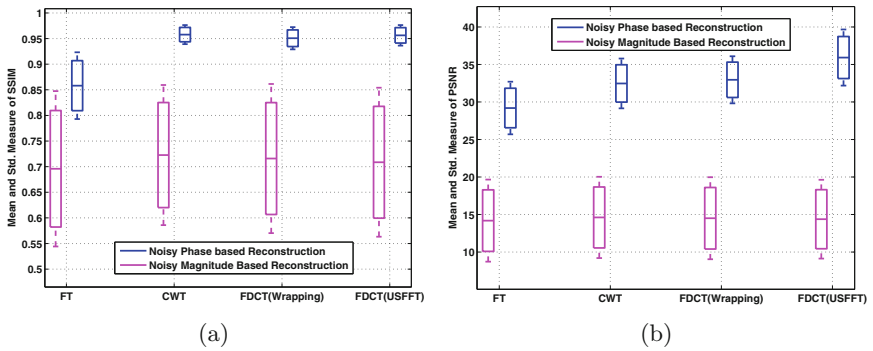 Mean and Std. Measure of SSIM
1
0.95
0.9
0.85
0.8
0.75
0.7
0.65
0.6
0.55
0.5
Noisy Phase based Reconstruction
Noisy Magnitude Based Reconstruction
FT
CWT
FDCT(Wrapping)
FDCT(USFFT)
(a)
Mean and Std. Measure of PSNR
40
35
30
25
20
15
10
Noisy Phase based Reconstruction
Noisy Magnitude Based Reconstruction
FT
CWT
FDCT(Wrapping)
FDCT(USFFT)
(b)